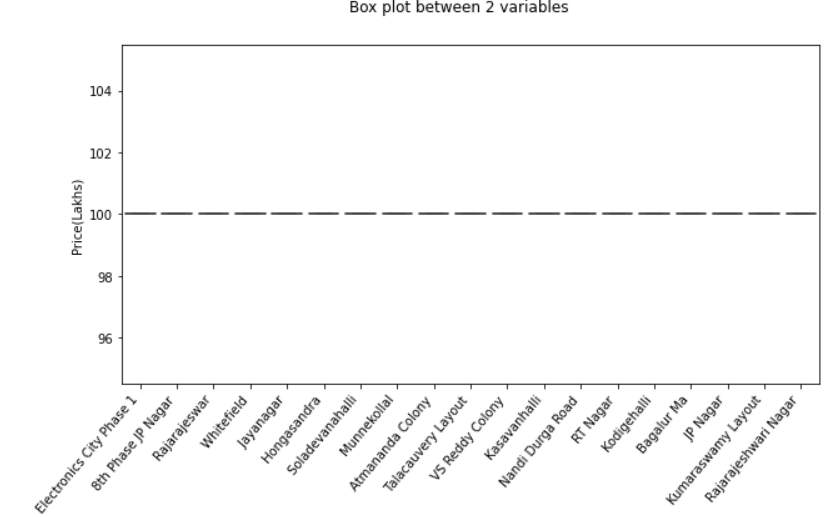 Box plot between 2 variables
104
102
100
98
96
Price(Lakhs)
Electronics City Phase 1
8th Phase JP Nagar
Rajarajeswar
Whitefield
Jayanagar
Hongasandra
Soladevanahalli
Munnekollal
Atmananda Colony
Talacauvery Layout
VS Reddy Colony
Kasavanhalli
Nandi Durga Road
RT Nagar
Kodigehalli
Bagalur Ma
JP Nagar
Kumaraswamy Layout
Rajarajeshwari Nagar